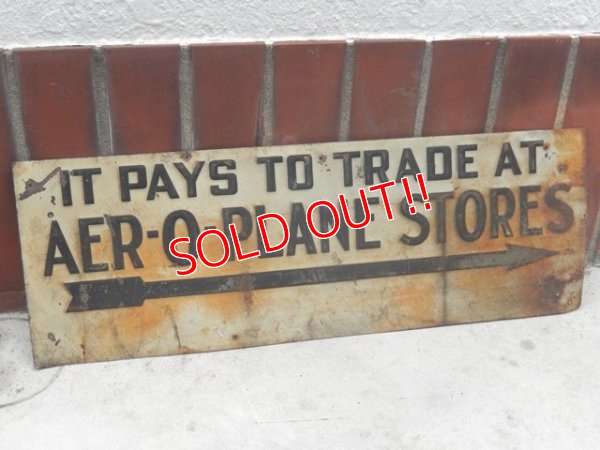 IT PAYS TO TRADE AT
AER-O-PLANE STORES
SOLD OUT!!